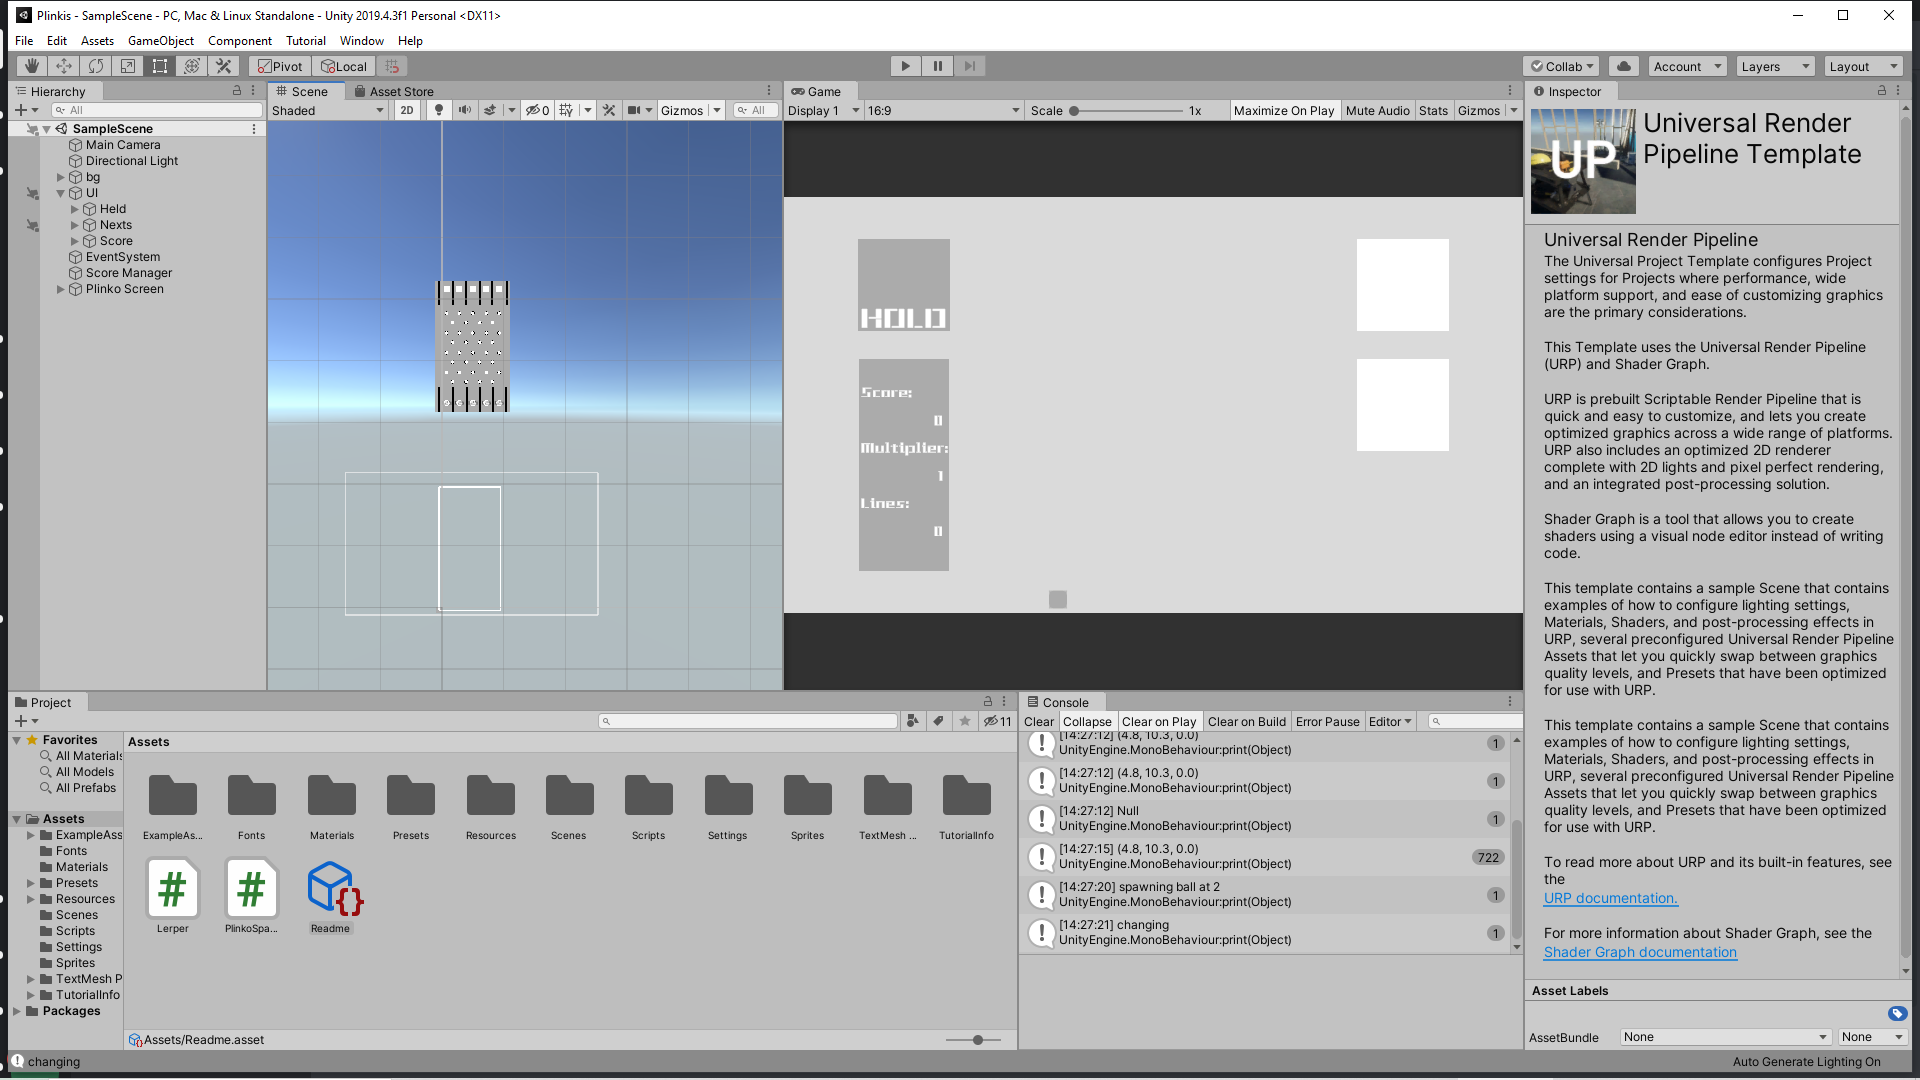 Plinkis - SampleScene - PC, Mac & Linux Standalone - Unity 2019.4.3f1 Personal <DX11>
File Edit Assets GameObject Component Tutorial Window Help
Pivot Local Collab Account Layers Layout
Hierarchy
All
SampleScene
Main Camera
Directional Light
bg
UI
Held
Nexts
Score
EventSystem
Score Manager
Plinko Screen
Scene Asset Store
Shaded 2D 0 Gizmos All
Game
Display 1 16:9 Scale 1x Maximize On Play Mute Audio Stats Gizmos
HOLD
Score:
0
Multiplier:
1
Lines:
0
Inspector
UP
Universal Render
Pipeline Template
Universal Render Pipeline
The Universal Project Template configures Project
settings for Projects where performance, wide
platform support, and ease of customizing graphics
are the primary considerations.
This Template uses the Universal Render Pipeline
(URP) and Shader Graph.
URP is prebuilt Scriptable Render Pipeline that is
quick and easy to customize, and lets you create
optimized graphics across a wide range of platforms.
URP also includes an optimized 2D renderer
complete with 2D lights and pixel perfect rendering,
and an integrated post-processing solution.
Shader Graph is a tool that allows you to create
shaders using a visual node editor instead of writing
code.
This template contains a sample Scene that contains
examples of how to configure lighting settings,
Materials, Shaders, and post-processing effects in
URP, several preconfigured Universal Render Pipeline
Assets that let you quickly swap between graphics
quality levels, and Presets that have been optimized
for use with URP.
This template contains a sample Scene that contains
examples of how to configure lighting settings,
Materials, Shaders, and post-processing effects in
URP, several preconfigured Universal Render Pipeline
Assets that let you quickly swap between graphics
quality levels, and Presets that have been optimized
for use with URP.
To read more about URP and its built-in features, see
the
URP documentation.
For more information about Shader Graph, see the
Shader Graph documentation
Asset Labels
AssetBundle None None
Project
11
Favorites
All Materials
All Models
All Prefabs
Assets
ExampleAss
Fonts
Materials
Presets
Resources
Scenes
Scripts
Settings
Sprites
TextMesh P
TutorialInfo
Packages
Assets
ExampleAs... Fonts Materials Presets Resources Scenes Scripts Settings Sprites TextMesh ... TutorialInfo
Lerper PlinkoSpa... Readme
Assets/Readme.asset
Console
Clear Collapse Clear on Play Clear on Build Error Pause Editor
[14:27:12] (4.8, 10.3, 0.0)
UnityEngine.MonoBehaviour:print(Object) 1
[14:27:12] (4.8, 10.3, 0.0)
UnityEngine.MonoBehaviour:print(Object) 1
[14:27:12] Null
UnityEngine.MonoBehaviour:print(Object) 1
[14:27:15] (4.8, 10.3, 0.0)
UnityEngine.MonoBehaviour:print(Object) 722
[14:27:20] spawning ball at 2
UnityEngine.MonoBehaviour:print(Object) 1
[14:27:21] changing
UnityEngine.MonoBehaviour:print(Object) 1
changing
Auto Generate Lighting On